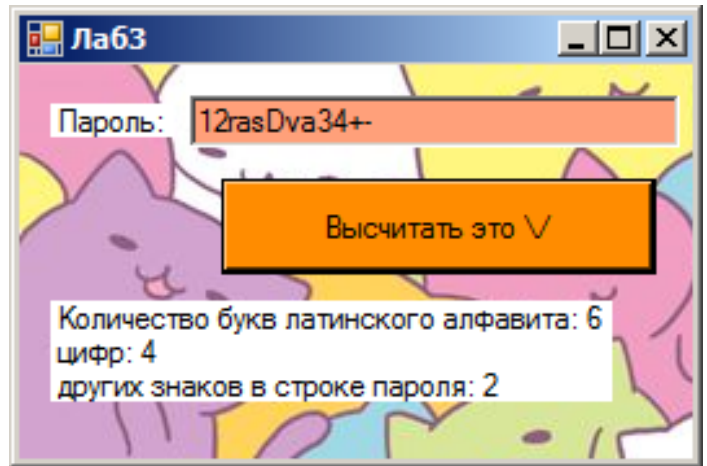 Лаб3
Пароль: 12rasDva34+-
Высчитать это \/
Количество букв латинского алфавита: 6
цифр: 4
других знаков в строке пароля: 2